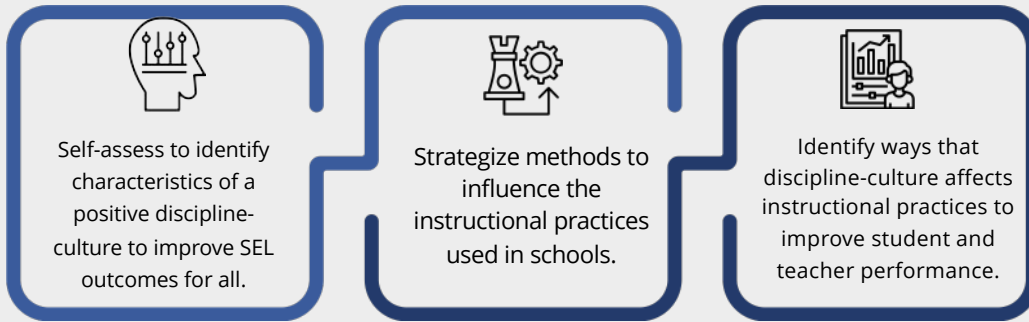 Self-assess to identify
characteristics of a
positive discipline-
culture to improve SEL
outcomes for all.
Strategize methods to
influence the
instructional practices
used in schools.
Identify ways that
discipline-culture affects
instructional practices to
improve student and
teacher performance.